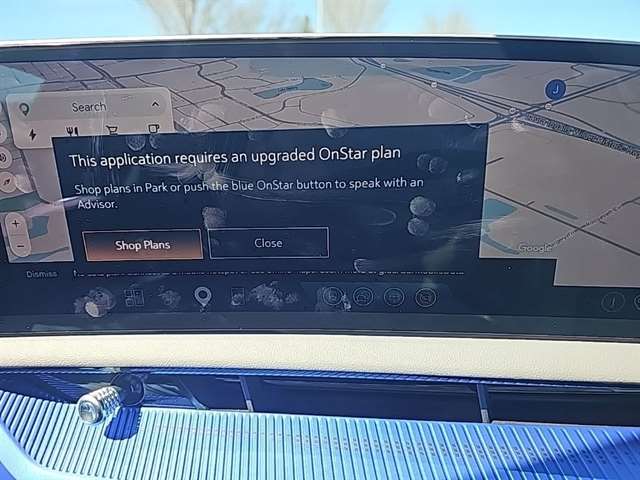 Search
J
This application requires an upgraded OnStar plan
Shop plans in Park or push the blue OnStar button to speak with an
Advisor.
Shop Plans
Close
Google
Dismiss